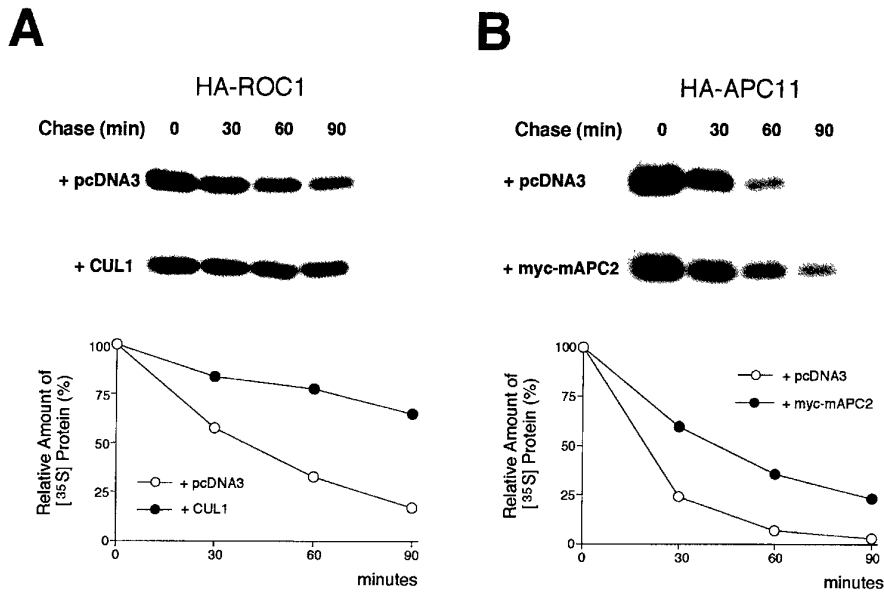 A
HA-ROC1
Chase (min) 0 30 60 90
+ pcDNA3
+ CUL1
100
75
50
25
0
0 30 60 90
minutes
Relative Amount of
[35S] Protein (%)
+ pcDNA3
+ CUL1
B
HA-APC11
Chase (min) 0 30 60 90
+ pcDNA3
+ myc-mAPC2
100
75
50
25
0
0 30 60 90
minutes
Relative Amount of
[35S] Protein (%)
+ pcDNA3
+ myc-mAPC2